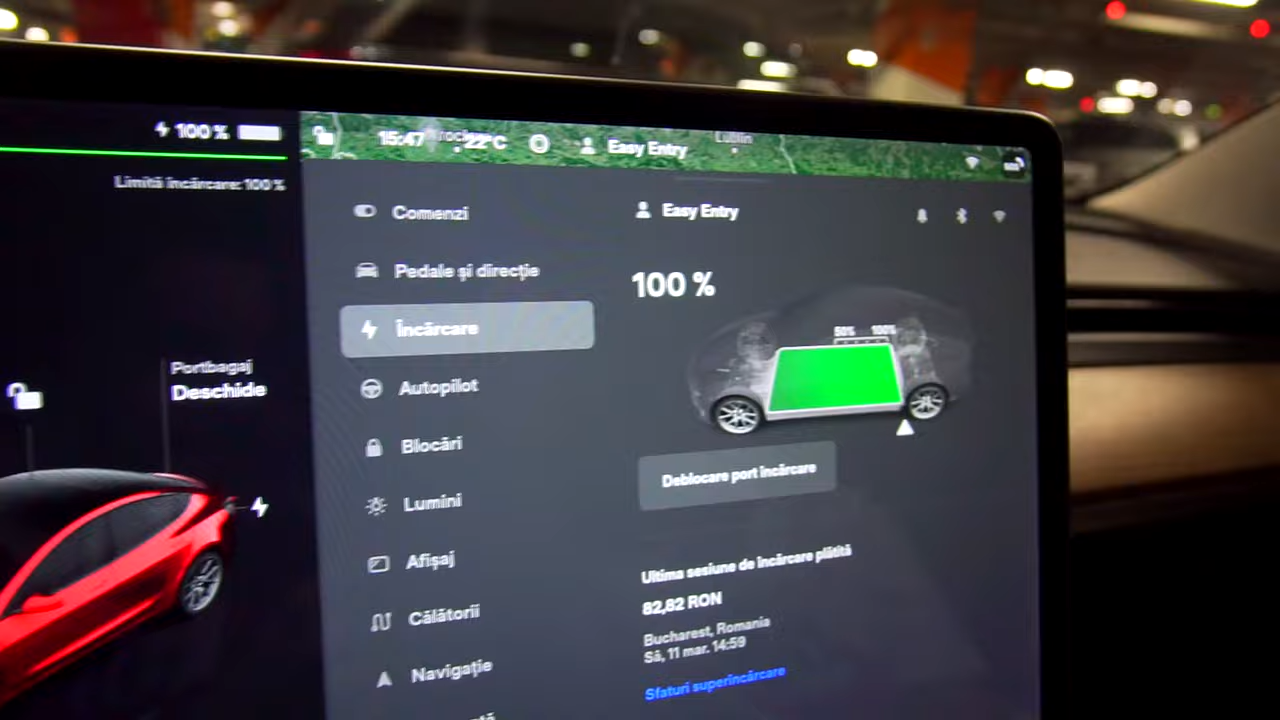 100 %
Limită încărcare: 100 %
Portbagaj
Deschide
15:47
22°C
Easy Entry
Lublin
Comenzi
Pedale și direcție
Încărcare
Autopilot
Blocări
Lumini
Afișaj
Călătorii
Navigație
Easy Entry
100 %
50% 100%
Deblocare port încărcare
Ultima sesiune de încărcare plătită
82,82 RON
Bucharest, Romania
Sâ, 11 mar. 14:59
Sfaturi superîncărcare